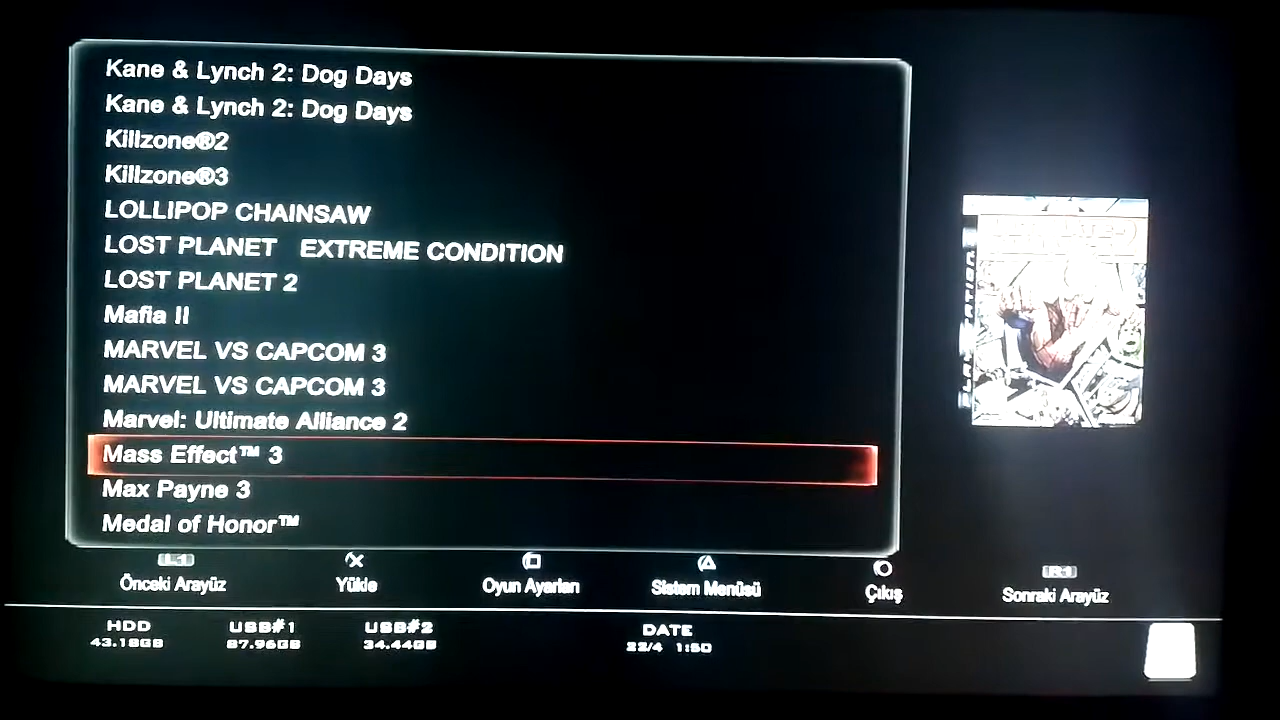 Kane & Lynch 2: Dog Days
Kane & Lynch 2: Dog Days
Killzone®2
Killzone®3
LOLLIPOP CHAINSAW
LOST PLANET EXTREME CONDITION
LOST PLANET 2
Mafia II
MARVEL VS CAPCOM 3
MARVEL VS CAPCOM 3
Marvel: Ultimate Alliance 2
Mass Effect™ 3
Max Payne 3
Medal of Honor™
L1 R1
Önceki Arayüz Yükle Oyun Ayarları Sistem Menüsü Çıkış Sonraki Arayüz
HDD USB#1 USB#2 DATE
43.18GB 87.96GB 34.44GB 22/4 1:50